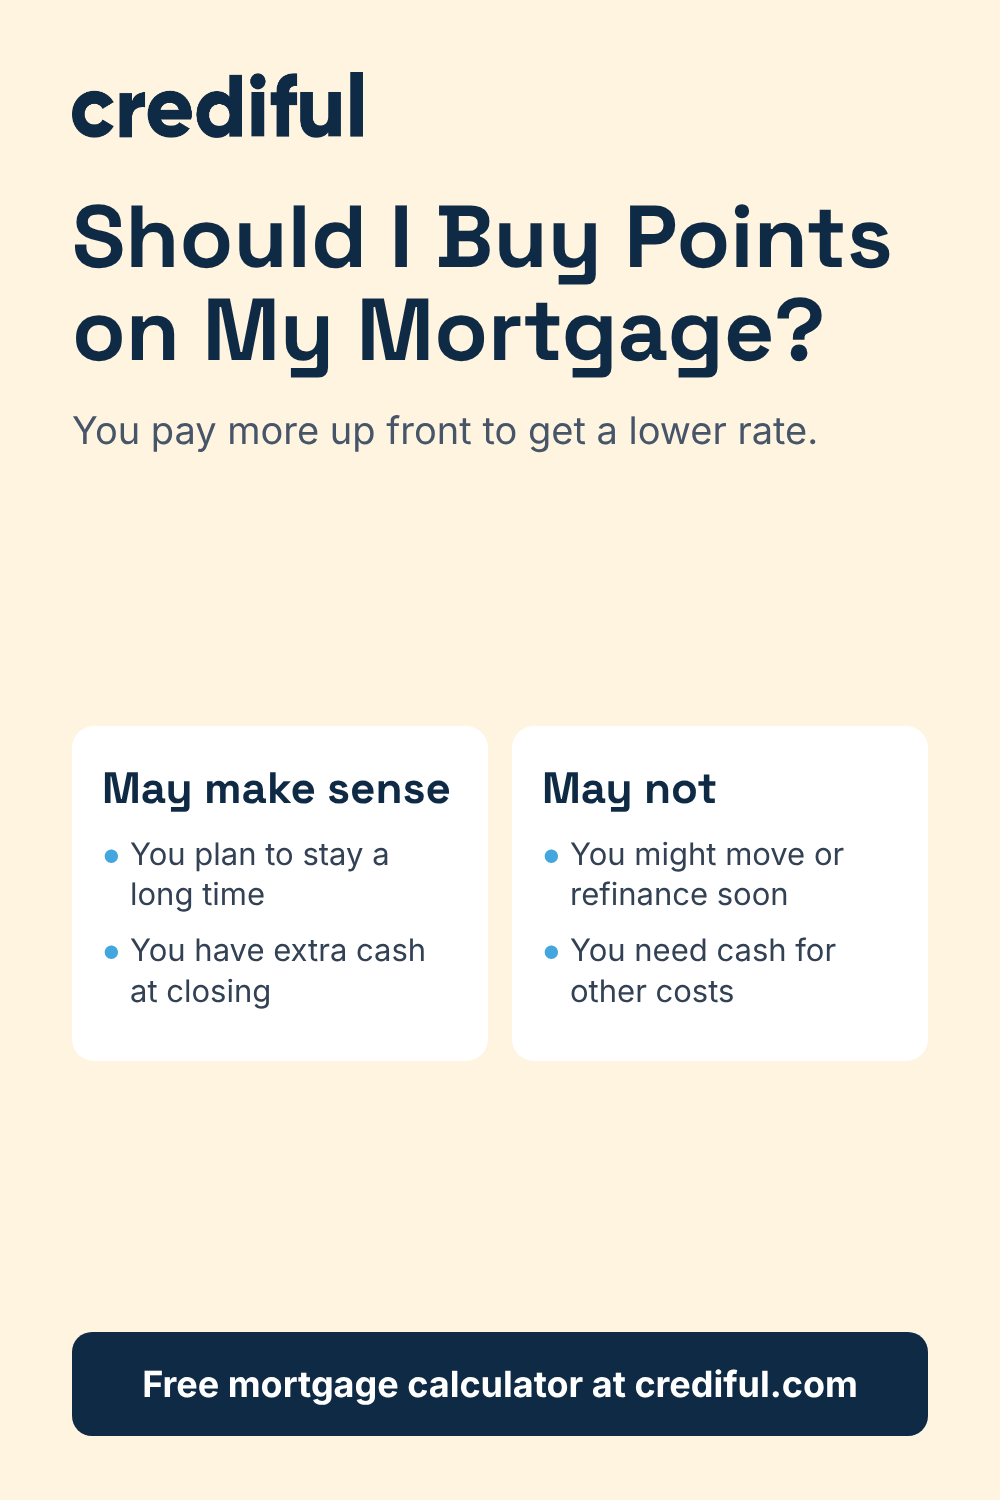 crediful
Should I Buy Points
on My Mortgage?
You pay more up front to get a lower rate.
May make sense
● You plan to stay a
long time
● You have extra cash
at closing
May not
● You might move or
refinance soon
● You need cash for
other costs
Free mortgage calculator at crediful.com